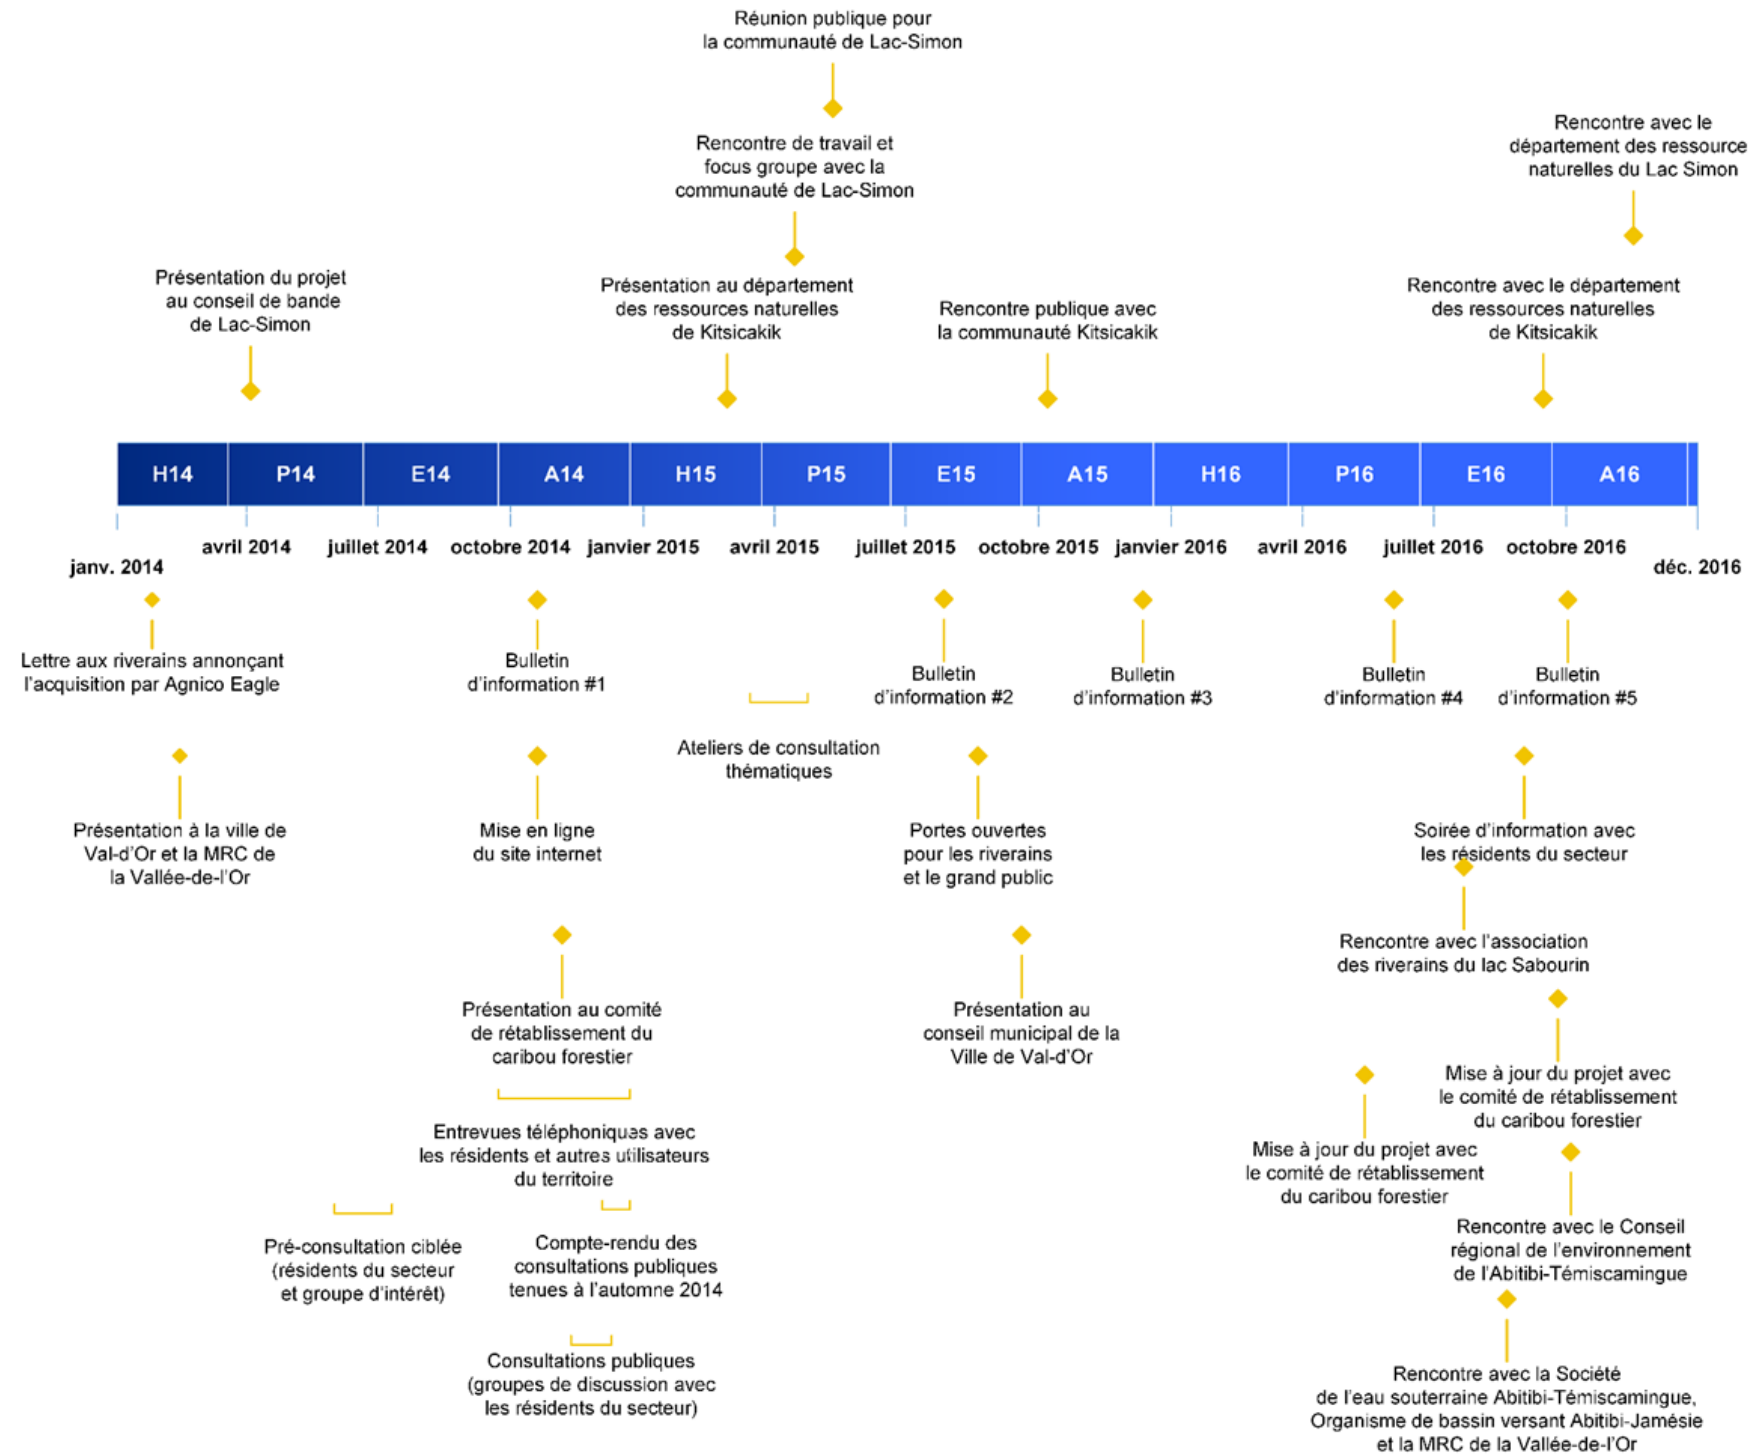 Réunion publique pour
la communauté de Lac-Simon
Rencontre de travail et
focus groupe avec la
communauté de Lac-Simon
Rencontre avec le
département des ressource
naturelles du Lac Simon
Présentation du projet
au conseil de bande
de Lac-Simon
Présentation au département
des ressources naturelles
de Kitsicakik
Rencontre publique avec
la communauté Kitsicakik
Rencontre avec le département
des ressources naturelles
de Kitsicakik
H14 P14 E14 A14 H15 P15 E15 A15 H16 P16 E16 A16
janv. 2014 avril 2014 juillet 2014 octobre 2014 janvier 2015 avril 2015 juillet 2015 octobre 2015 janvier 2016 avril 2016 juillet 2016 octobre 2016 déc. 2016
Lettre aux riverains annonçant
l'acquisition par Agnico Eagle
Bulletin
d'information #1
Bulletin
d'information #2
Bulletin
d'information #3
Bulletin
d'information #4
Bulletin
d'information #5
Ateliers de consultation
thématiques
Présentation à la ville de
Val-d'Or et la MRC de
la Vallée-de-l'Or
Mise en ligne
du site internet
Portes ouvertes
pour les riverains
et le grand public
Soirée d'information avec
les résidents du secteur
Rencontre avec l'association
des riverains du lac Sabourin
Présentation au comité
de rétablissement du
caribou forestier
Présentation au
conseil municipal de la
Ville de Val-d'Or
Mise à jour du projet avec
le comité de rétablissement
du caribou forestier
Entrevues téléphoniques avec
les résidents et autres utilisateurs
du territoire
Mise à jour du projet avec
le comité de rétablissement
du caribou forestier
Pré-consultation ciblée
(résidents du secteur
et groupe d'intérêt)
Compte-rendu des
consultations publiques
tenues à l'automne 2014
Rencontre avec le Conseil
régional de l'environnement
de l'Abitibi-Témiscamingue
Consultations publiques
(groupes de discussion avec
les résidents du secteur)
Rencontre avec la Société
de l'eau souterraine Abitibi-Témiscamingue,
Organisme de bassin versant Abitibi-Jamésie
et la MRC de la Vallée-de-l'Or